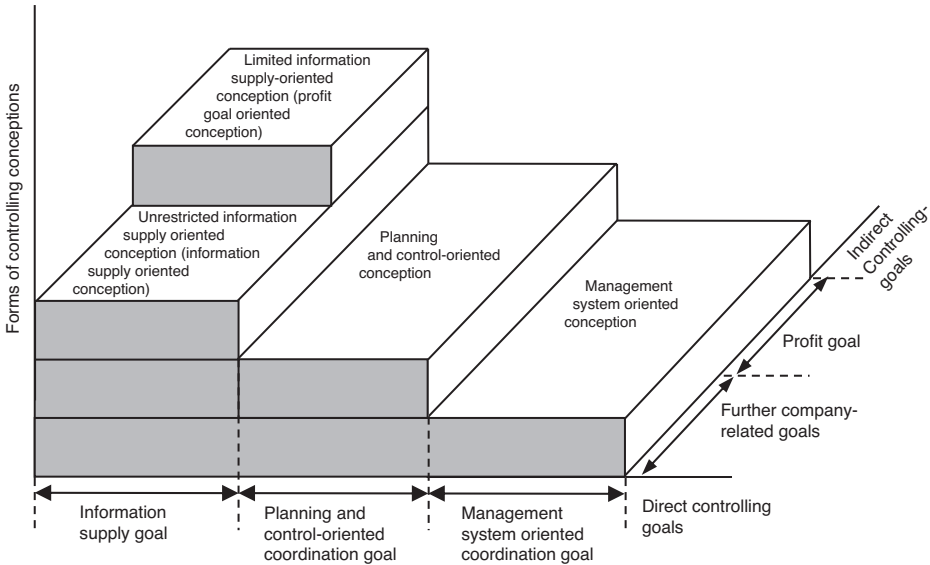 Forms of controlling conceptions
Limited information
supply-oriented
conception (profit
goal oriented
conception)
Unrestricted information
supply oriented
conception (information
supply oriented
conception)
Planning
and control-oriented
conception
Management
system oriented
conception
Indirect
Controlling-
goals
Profit goal
Further company-
related goals
Direct controlling
goals
Information
supply goal
Planning and
control-oriented
coordination goal
Management
system oriented
coordination goal